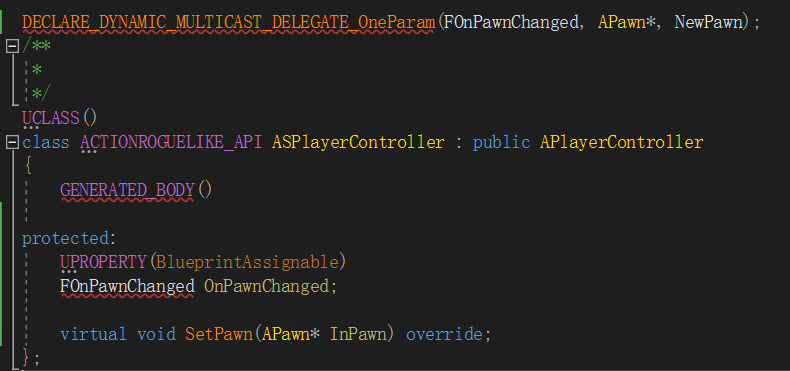 DECLARE_DYNAMIC_MULTICAST_DELEGATE_OneParam(FOnPawnChanged, APawn*, NewPawn);
/**
*
*/
UCLASS()
class ACTIONROGUELIKE_API ASPlayerController : public APlayerController
{
GENERATED_BODY()
protected:
UPROPERTY(BlueprintAssignable)
FOnPawnChanged OnPawnChanged;
virtual void SetPawn(APawn* InPawn) override;
};